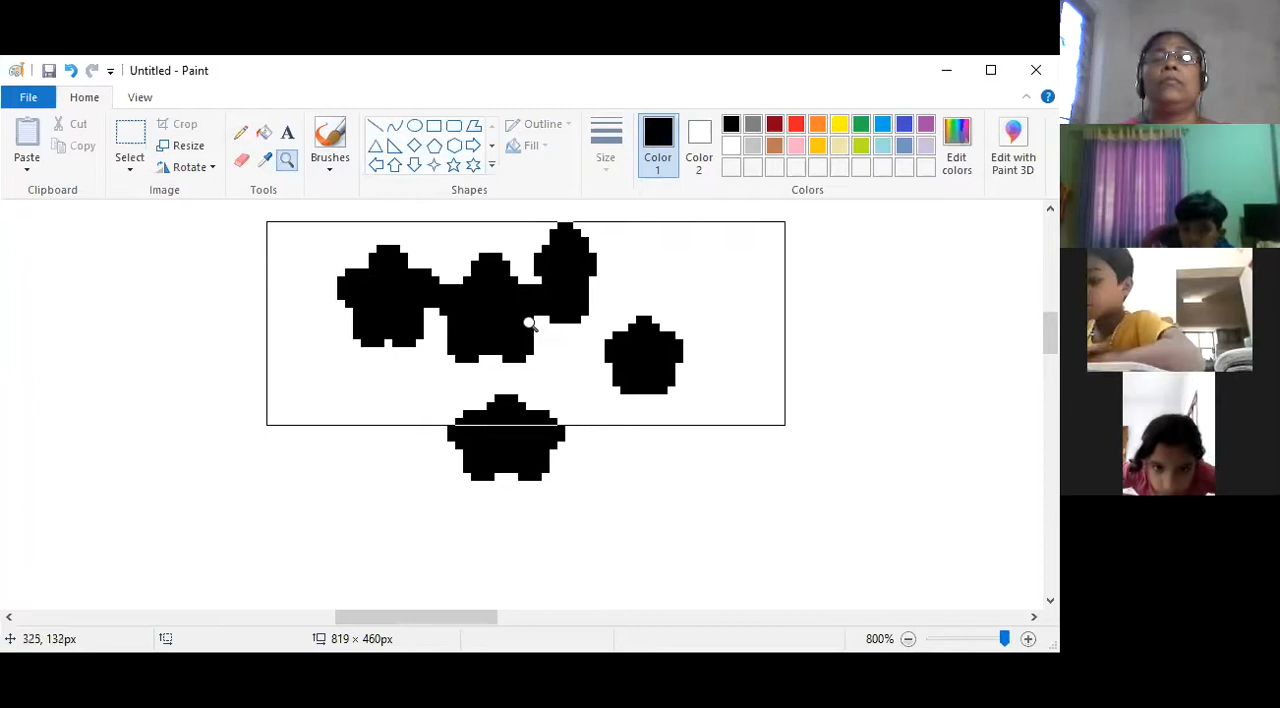 Untitled - Paint
File
Home
View
Paste
Cut
Copy
Clipboard
Select
Crop
Resize
Rotate
Image
A
Tools
Brushes
Outline
Fill
Shapes
Size
Color
1
Color
2
Edit
colors
Edit with
Paint 3D
Colors
325, 132px
819 × 460px
800%